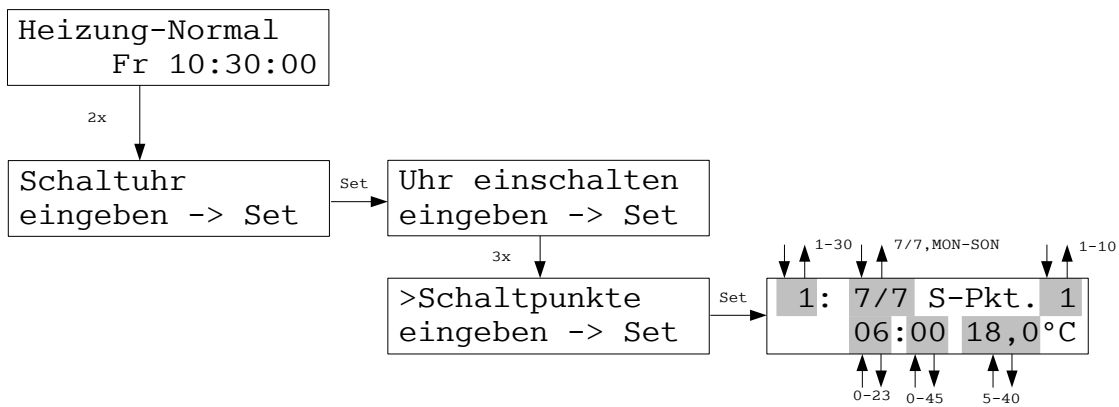 Heizung-Normal
Fr 10:30:00
2x
Schaltuhr
eingeben -> Set
Set
Uhr einschalten
eingeben -> Set
3x
>Schaltpunkte
eingeben -> Set
Set
1-30
7/7,MON-SON
1-10
1: 7/7 S-Pkt. 1
06:00 18,0°C
0-23
0-45
5-40